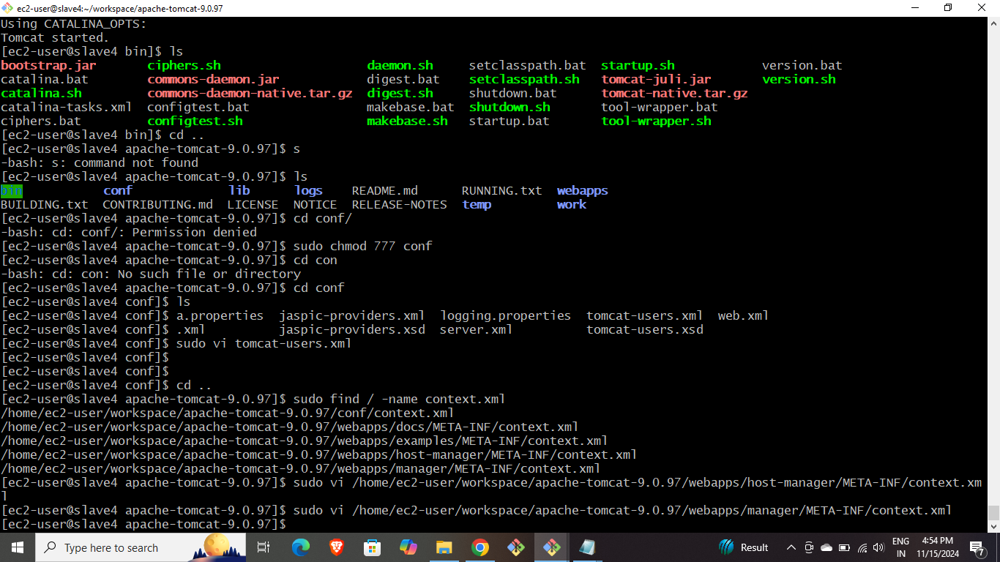 ec2-user@slave4:~/workspace/apache-tomcat-9.0.97
Using CATALINA_OPTS:
Tomcat started.
[ec2-user@slave4 bin]$ ls
bootstrap.jar ciphers.sh daemon.sh setclasspath.bat startup.sh version.bat
catalina.bat commons-daemon.jar digest.bat setclasspath.sh tomcat-juli.jar version.sh
catalina.sh commons-daemon-native.tar.gz digest.sh shutdown.bat tomcat-native.tar.gz
catalina-tasks.xml configtest.bat makebase.bat shutdown.sh tool-wrapper.bat
ciphers.bat configtest.sh makebase.sh startup.bat tool-wrapper.sh
[ec2-user@slave4 bin]$ cd ..
[ec2-user@slave4 apache-tomcat-9.0.97]$ s
-bash: s: command not found
[ec2-user@slave4 apache-tomcat-9.0.97]$ ls
bin conf lib logs README.md RUNNING.txt webapps
BUILDING.txt CONTRIBUTING.md LICENSE NOTICE RELEASE-NOTES temp work
[ec2-user@slave4 apache-tomcat-9.0.97]$ cd conf/
-bash: cd: conf/: Permission denied
[ec2-user@slave4 apache-tomcat-9.0.97]$ sudo chmod 777 conf
[ec2-user@slave4 apache-tomcat-9.0.97]$ cd con
-bash: cd: con: No such file or directory
[ec2-user@slave4 apache-tomcat-9.0.97]$ cd conf
[ec2-user@slave4 conf]$ ls
[ec2-user@slave4 conf]$ a.properties jaspic-providers.xml logging.properties tomcat-users.xml web.xml
[ec2-user@slave4 conf]$ .xml jaspic-providers.xsd server.xml tomcat-users.xsd
[ec2-user@slave4 conf]$ sudo vi tomcat-users.xml
[ec2-user@slave4 conf]$
[ec2-user@slave4 conf]$
[ec2-user@slave4 conf]$ cd ..
[ec2-user@slave4 apache-tomcat-9.0.97]$ sudo find / -name context.xml
/home/ec2-user/workspace/apache-tomcat-9.0.97/conf/context.xml
/home/ec2-user/workspace/apache-tomcat-9.0.97/webapps/docs/META-INF/context.xml
/home/ec2-user/workspace/apache-tomcat-9.0.97/webapps/examples/META-INF/context.xml
/home/ec2-user/workspace/apache-tomcat-9.0.97/webapps/host-manager/META-INF/context.xml
/home/ec2-user/workspace/apache-tomcat-9.0.97/webapps/manager/META-INF/context.xml
[ec2-user@slave4 apache-tomcat-9.0.97]$ sudo vi /home/ec2-user/workspace/apache-tomcat-9.0.97/webapps/host-manager/META-INF/context.xm
l
[ec2-user@slave4 apache-tomcat-9.0.97]$ sudo vi /home/ec2-user/workspace/apache-tomcat-9.0.97/webapps/manager/META-INF/context.xml
[ec2-user@slave4 apache-tomcat-9.0.97]$
Type here to search
Result
ENG
IN
4:54 PM
11/15/2024
7